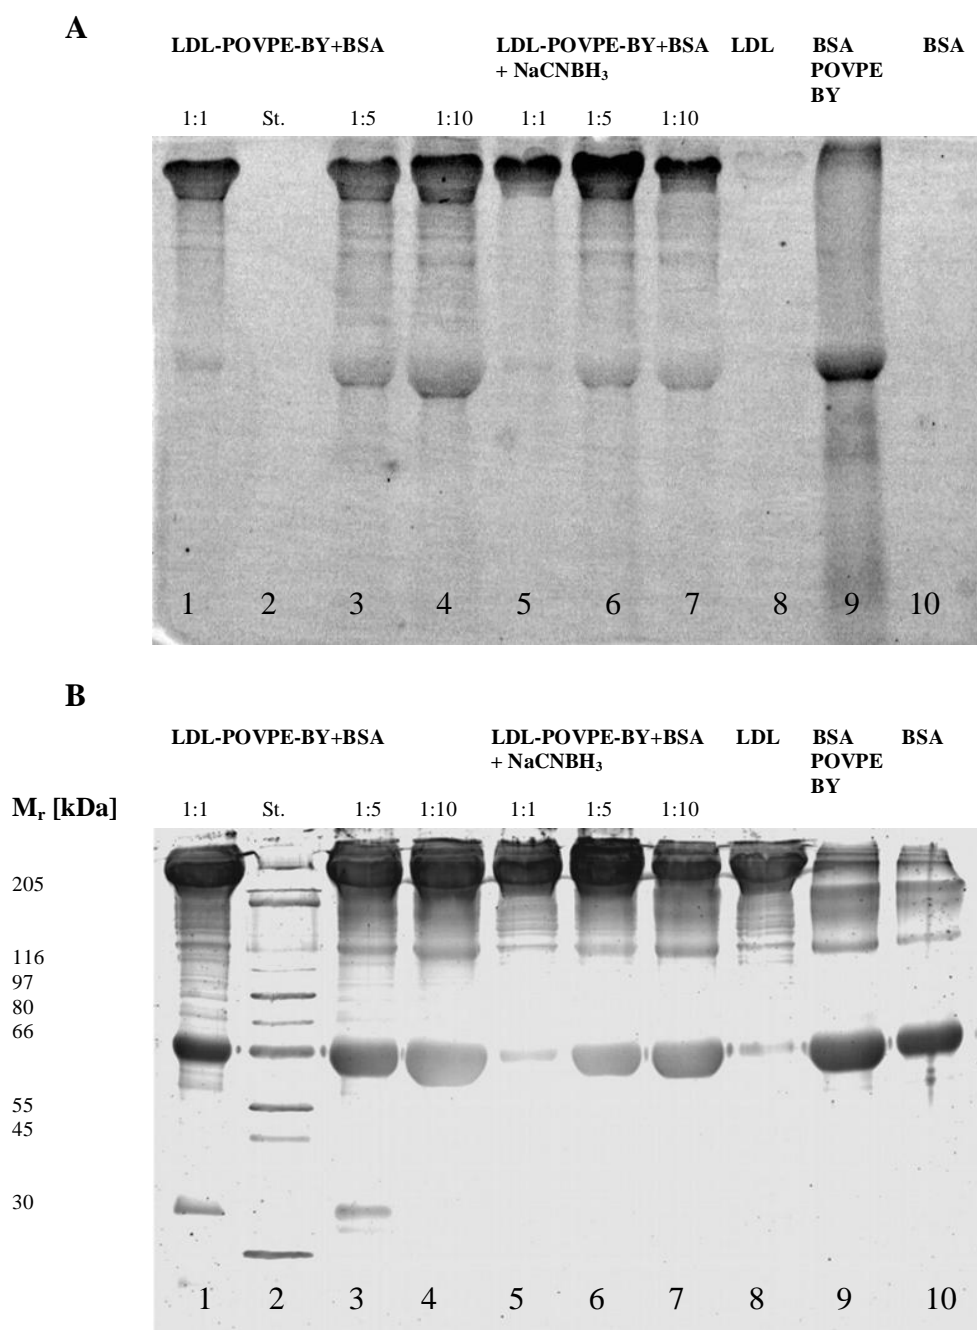 A
LDL-POVPE-BY+BSA LDL-POVPE-BY+BSA LDL BSA BSA
+ NaCNBH₃ POVPE
BY
1:1 St. 1:5 1:10 1:1 1:5 1:10
1 2 3 4 5 6 7 8 9 10
B
LDL-POVPE-BY+BSA LDL-POVPE-BY+BSA LDL BSA BSA
+ NaCNBH₃ POVPE
BY
Mᵣ [kDa] 1:1 St. 1:5 1:10 1:1 1:5 1:10
205
116
97
80
66
55
45
30
1 2 3 4 5 6 7 8 9 10